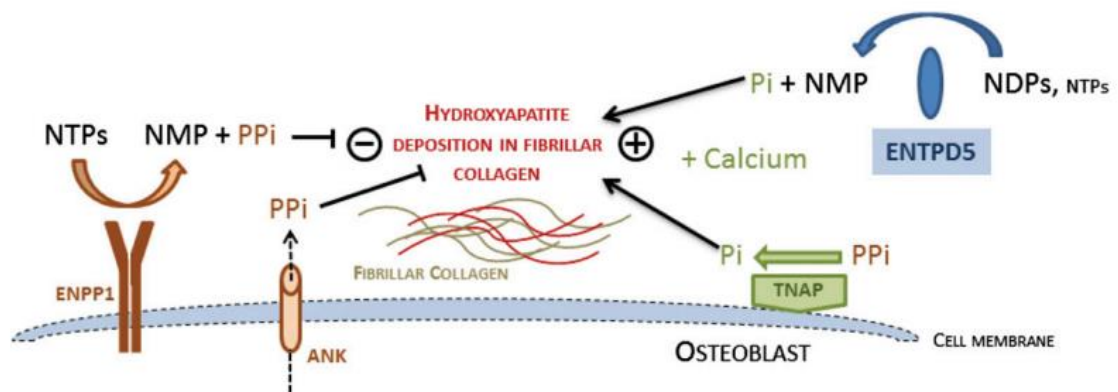 Pi + NMP
NDPs, NTPs
HYDROXYAPATITE
DEPOSITION IN FIBRILLAR
COLLAGEN
NTPs
NMP + PPi
−
+
+ Calcium
ENTPD5
PPi
FIBRILLAR COLLAGEN
Pi
PPi
TNAP
ENPP1
ANK
OSTEOBLAST
CELL MEMBRANE